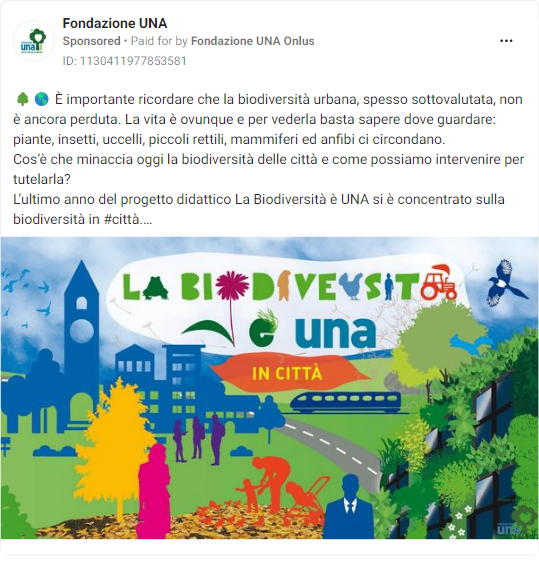 Fondazione UNA
Sponsored • Paid for by Fondazione UNA Onlus
ID: 1130411977853581
🌳 🌎 È importante ricordare che la biodiversità urbana, spesso sottovalutata, non
è ancora perduta. La vita è ovunque e per vederla basta sapere dove guardare:
piante, insetti, uccelli, piccoli rettili, mammiferi ed anfibi ci circondano.
Cos'è che minaccia oggi la biodiversità delle città e come possiamo intervenire per
tutelarla?
L'ultimo anno del progetto didattico La Biodiversità è UNA si è concentrato sulla
biodiversità in #città....
LA BIODIVERSITÀ
è una
IN CITTÀ
una